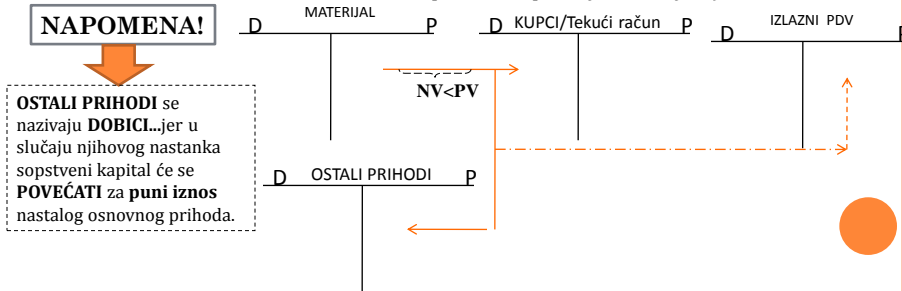 NAPOMENA!
OSTALI PRIHODI se
nazivaju DOBICI...jer u
slučaju njihovog nastanka
sopstveni kapital će se
POVEĆATI za puni iznos
nastalog osnovnog prihoda.
MATERIJAL
D P
KUPCI/Tekući račun
D P
IZLAZNI PDV
D
NV<PV
OSTALI PRIHODI
D P